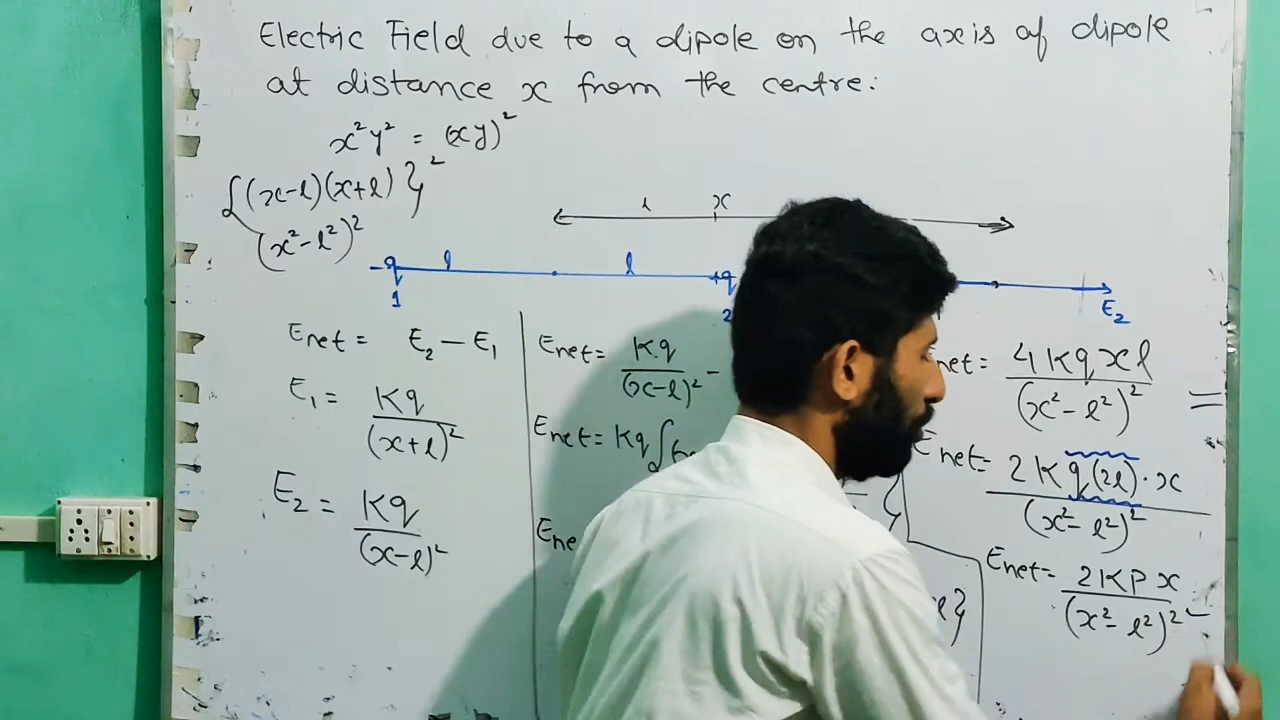 Electric Field due to a dipole on the axis of dipole
at distance x from the centre:
x²y² = (xy)²
{(x-l)(x+l)}²
(x²-l²)²
x
-q l l +q
1 2 E₂
Enet = E₂ - E₁
E₁ = Kq/(x+l)²
E₂ = Kq/(x-l)²
Enet = Kq/(x-l)² -
Enet = Kq {
Ene
}
l}
net = 4Kqxl/(x²-l²)² =
Enet = 2Kq(2l)·x/(x²-l²)²
Enet = 2KPx/(x²-l²)²